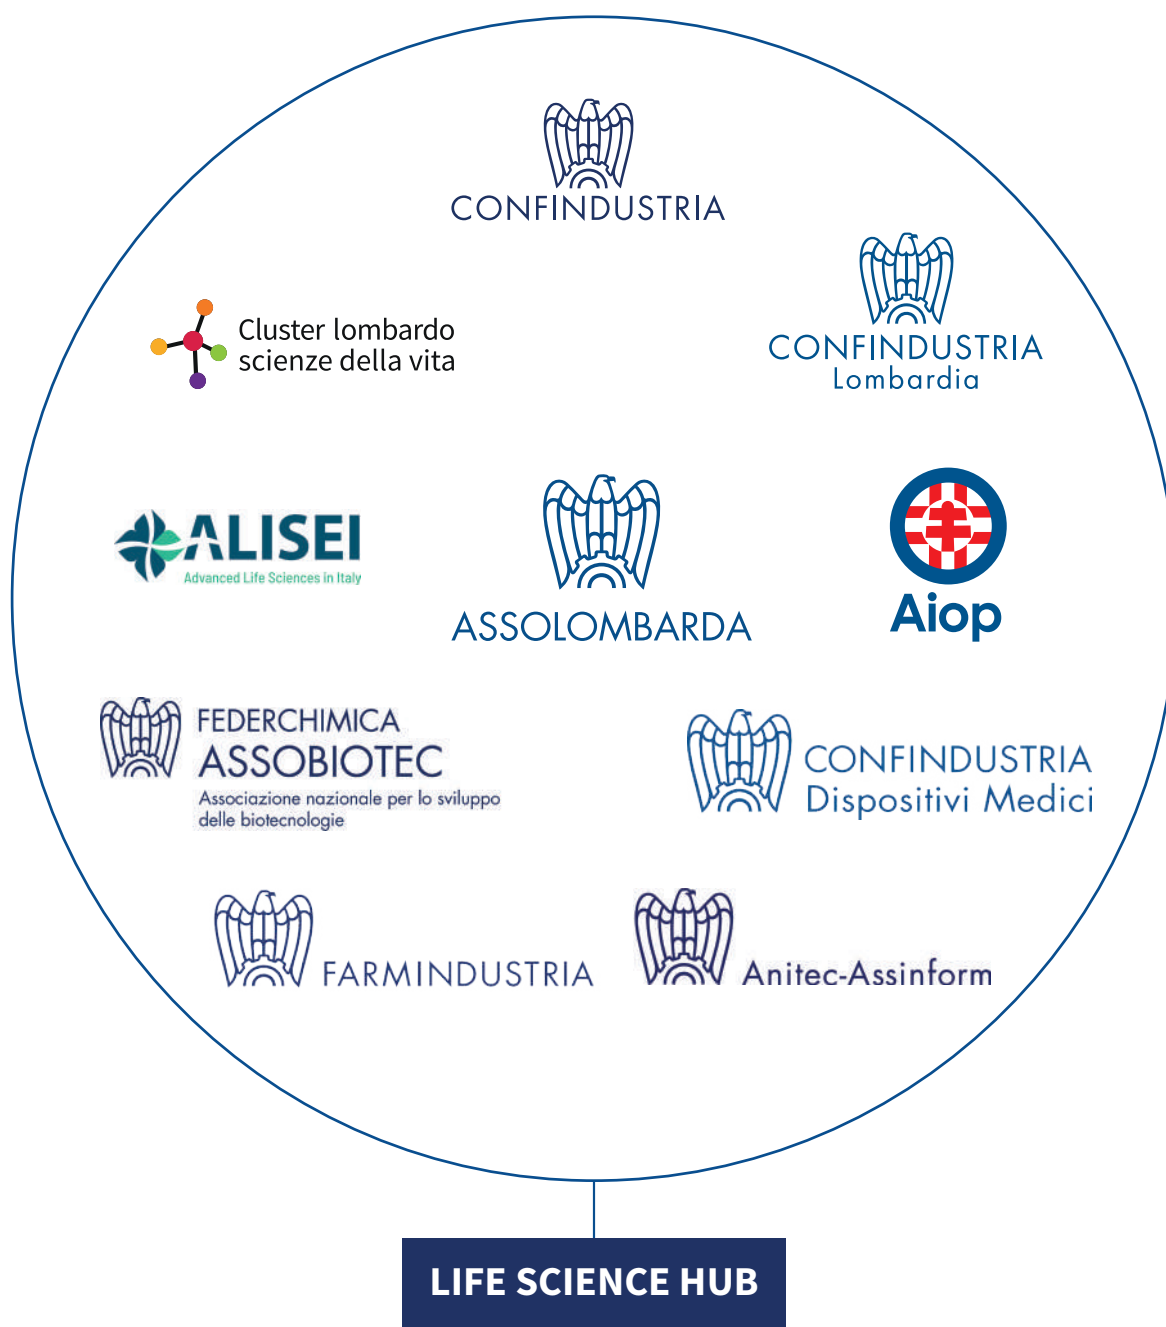 CONFINDUSTRIA
CONFINDUSTRIA
Lombardia
Cluster lombardo
scienze della vita
ALISEI
Advanced Life Sciences in Italy
ASSOLOMBARDA
Aiop
FEDERCHIMICA
ASSOBIOTEC
Associazione nazionale per lo sviluppo
delle biotecnologie
CONFINDUSTRIA
Dispositivi Medici
FARMINDUSTRIA
Anitec-Assinform
LIFE SCIENCE HUB